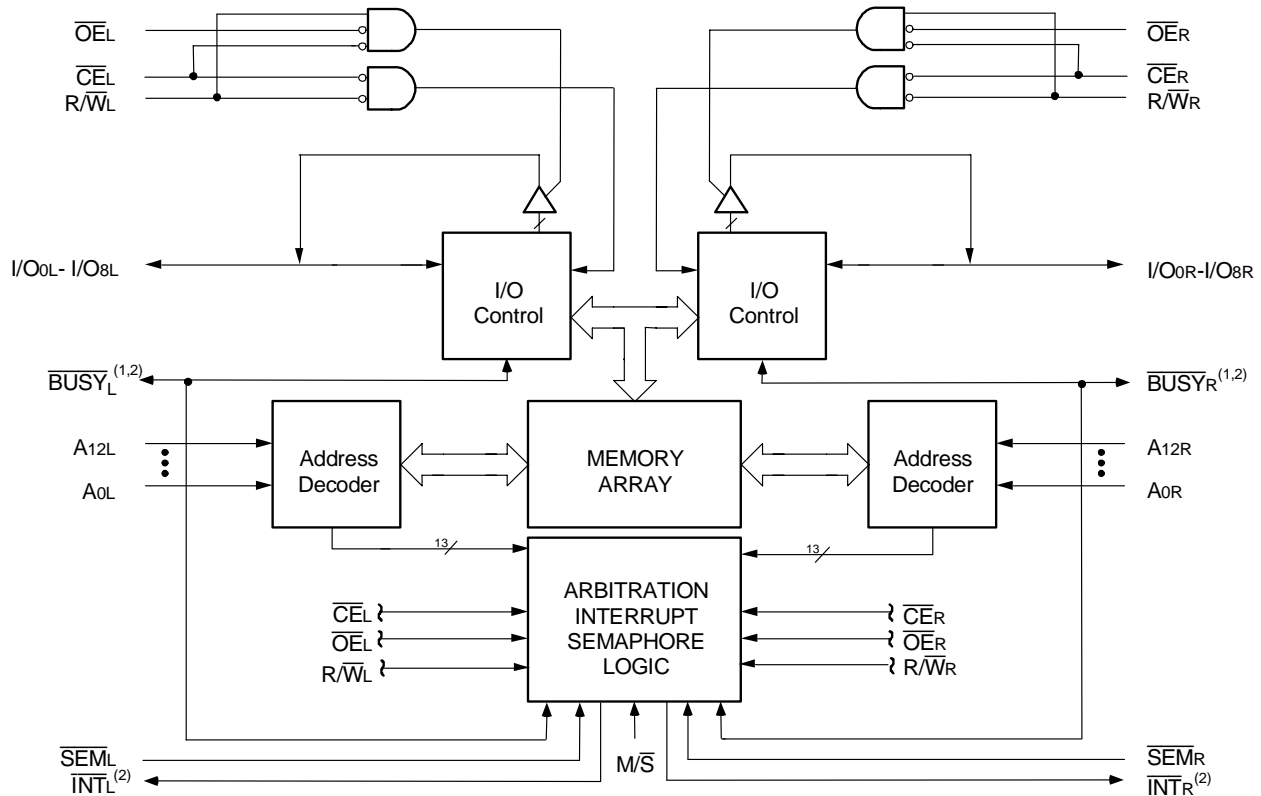 OEL
OER
CEL
CER
R/WL
R/WR
I/O0L- I/O8L
I/O
Control
I/O
Control
I/O0R-I/O8R
BUSYL(1,2)
BUSYR(1,2)
A12L
A0L
Address
Decoder
MEMORY
ARRAY
Address
Decoder
A12R
A0R
13
13
ARBITRATION
INTERRUPT
SEMAPHORE
LOGIC
CEL
OEL
R/WL
CER
OER
R/WR
SEML
INTL(2)
M/S
SEMR
INTR(2)